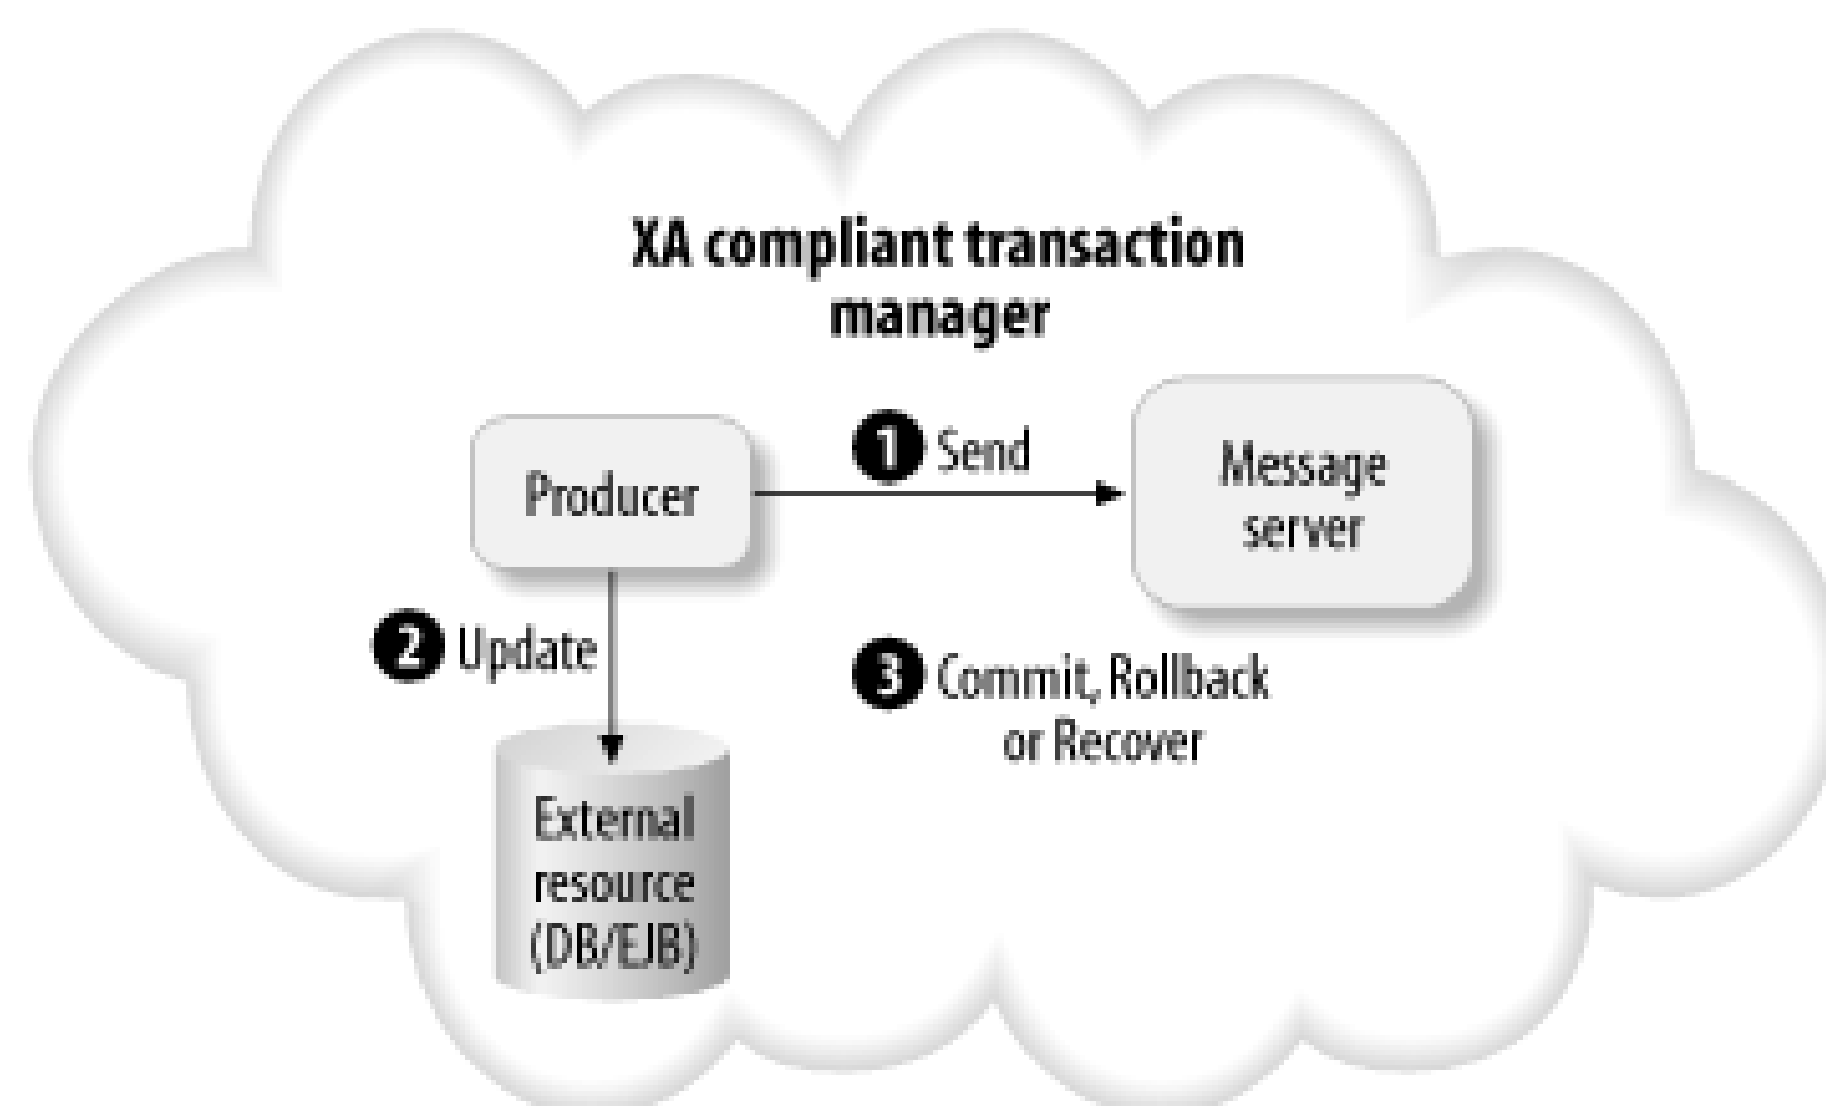 XA compliant transaction
manager
1 Send
Producer
Message
server
2 Update
3 Commit, Rollback
or Recover
External
resource
(DB/EJB)